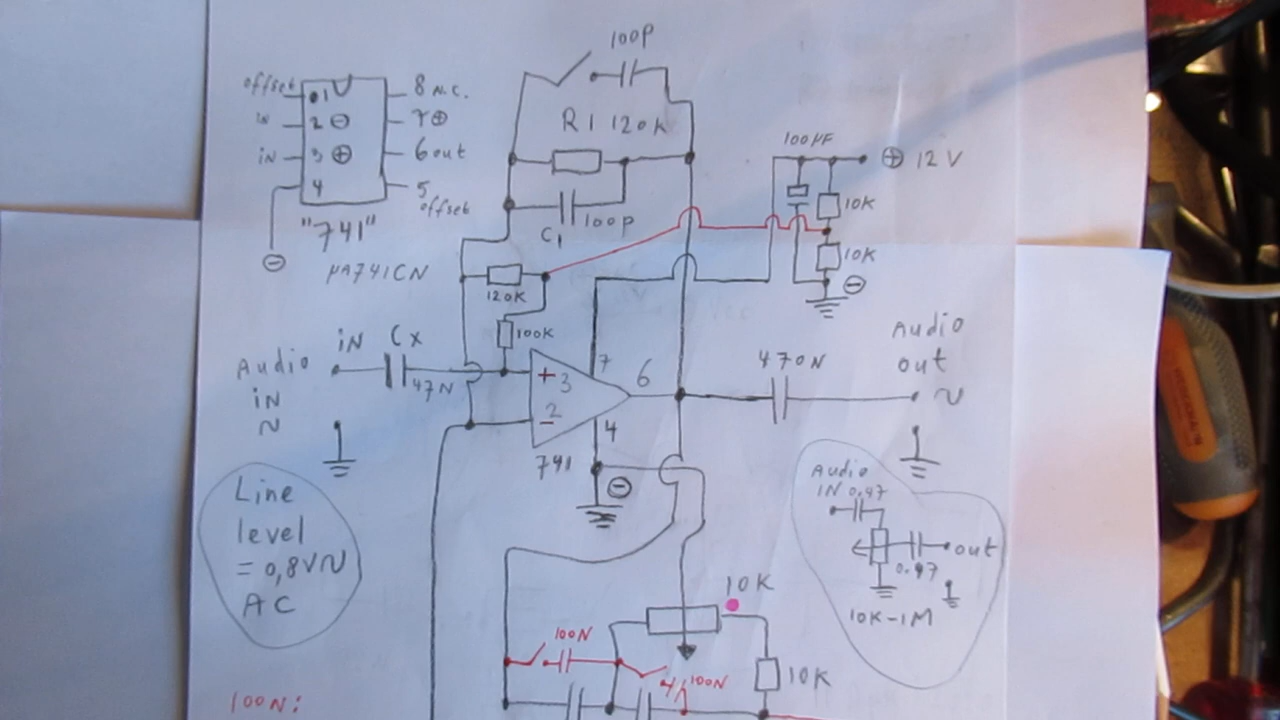 100P
offset 1 8 N.C.
in 2 ⊖ 7 ⊕
in 3 ⊕ 6 out
4 5 offset
"741"
µA741CN
R1 120K
C1 100P
100µF
⊕ 12 V
10K
10K
⊖
⊖
120K
100K
Audio
in
~
iN Cx
47N
+ 3
- 2
7
6
4
741
⊖
470N
Audio
out
~
Line
level
= 0,8V~
AC
Audio
IN 0.47
out
0.47
10K-1M
10K
100N
100N
10K
100N: